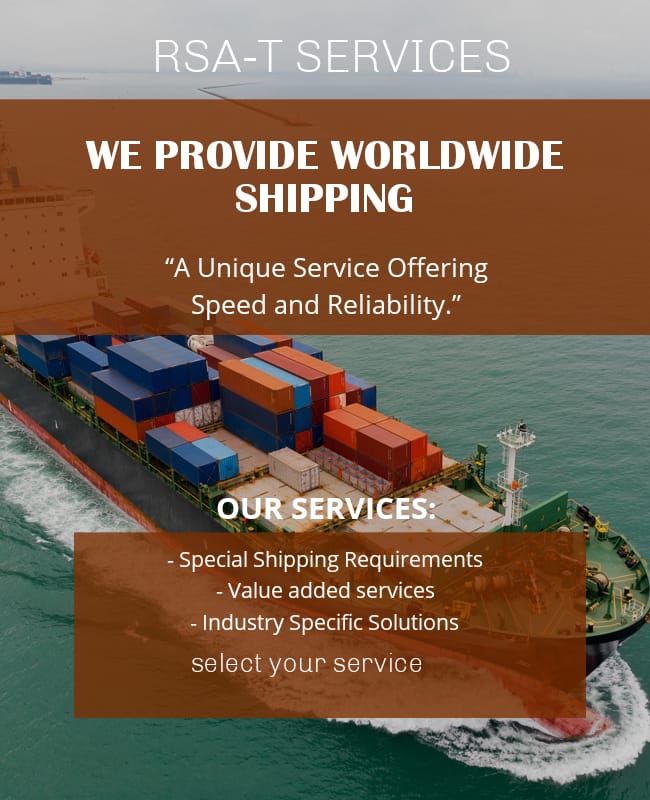 RSA-T SERVICES
WE PROVIDE WORLDWIDE
SHIPPING
“A Unique Service Offering
Speed and Reliability.”
OUR SERVICES:
- Special Shipping Requirements
- Value added services
- Industry Specific Solutions
select your service